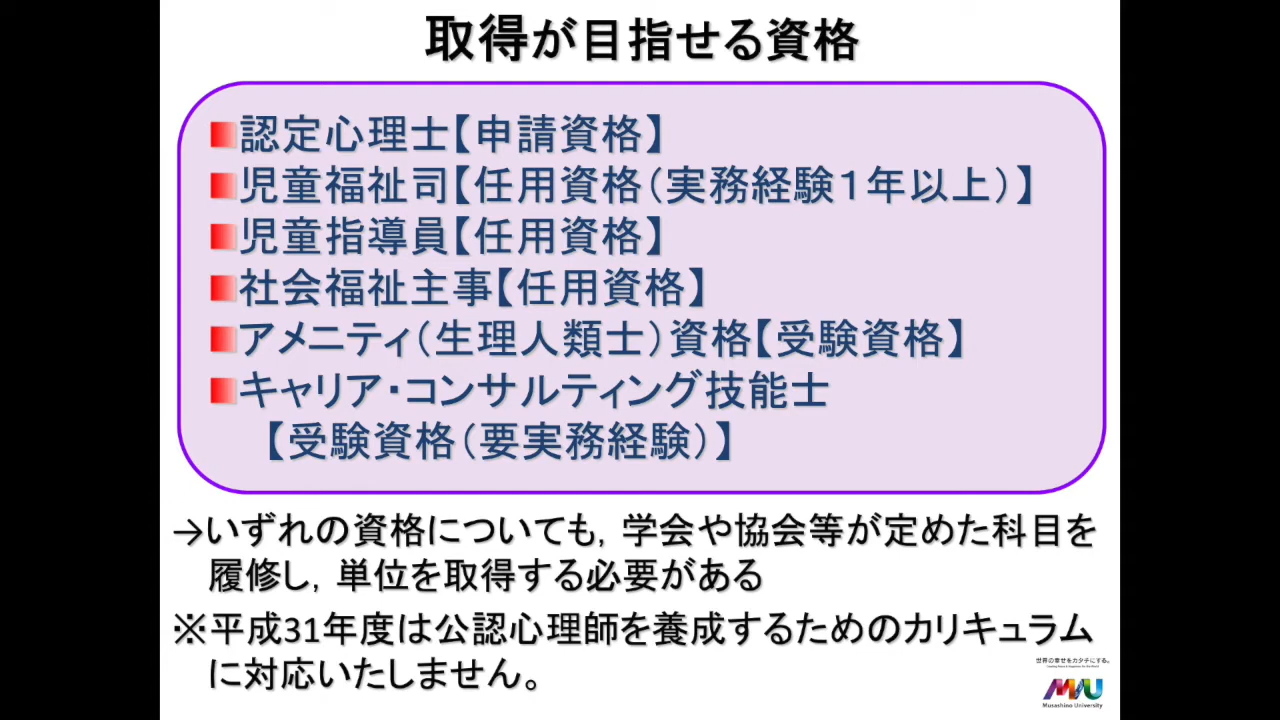 取得が目指せる資格
■認定心理士【申請資格】
■児童福祉司【任用資格（実務経験１年以上）】
■児童指導員【任用資格】
■社会福祉主事【任用資格】
■アメニティ（生理人類士）資格【受験資格】
■キャリア・コンサルティング技能士
【受験資格（要実務経験）】
→いずれの資格についても，学会や協会等が定めた科目を
履修し，単位を取得する必要がある
※平成31年度は公認心理師を養成するためのカリキュラム
に対応いたしません。
世界の幸せをカタチにする。
Creating Peace & Happiness for the World
MU
Musashino University